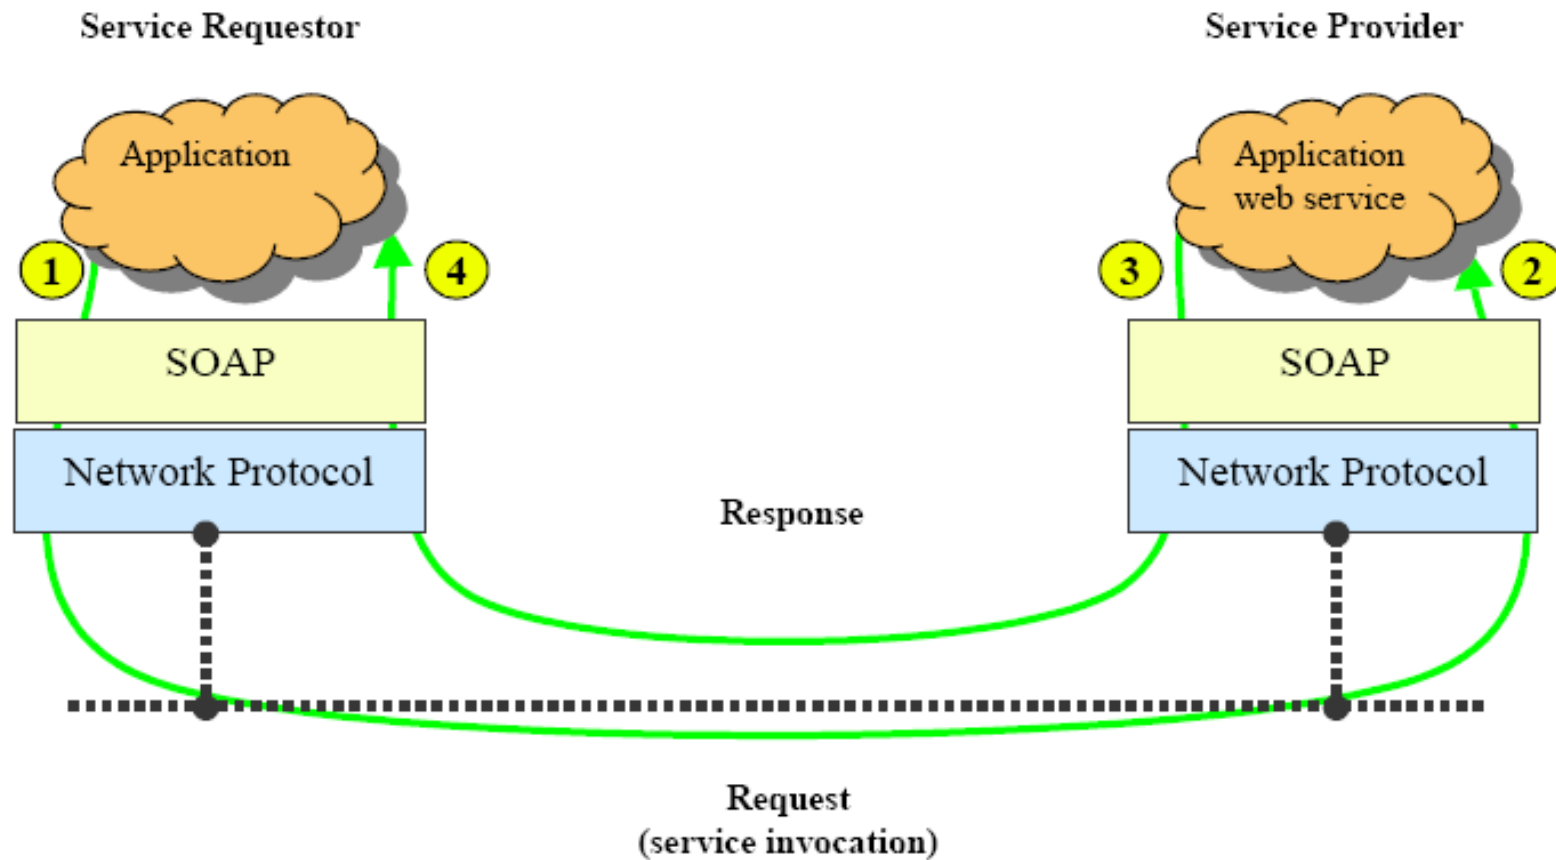 Service Requestor
Service Provider
Application
Application
web service
1
4
3
2
SOAP
SOAP
Network Protocol
Network Protocol
Response
Request
(service invocation)